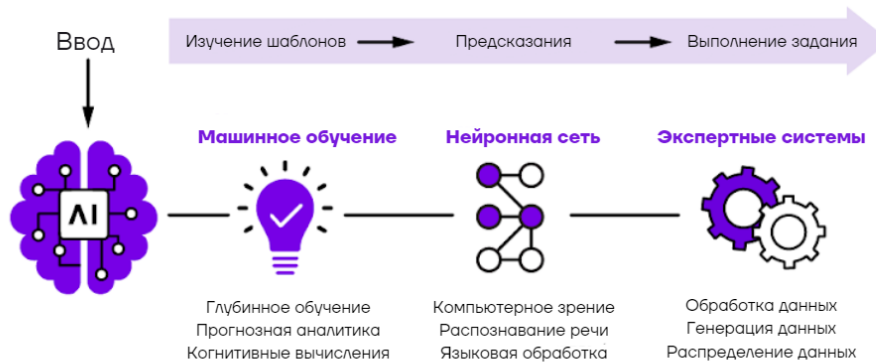 Ввод
Изучение шаблонов
Предсказания
Выполнение задания
Машинное обучение
Нейронная сеть
Экспертные системы
AI
Глубинное обучение
Прогнозная аналитика
Когнитивные вычисления
Компьютерное зрение
Распознавание речи
Языковая обработка
Обработка данных
Генерация данных
Распределение данных